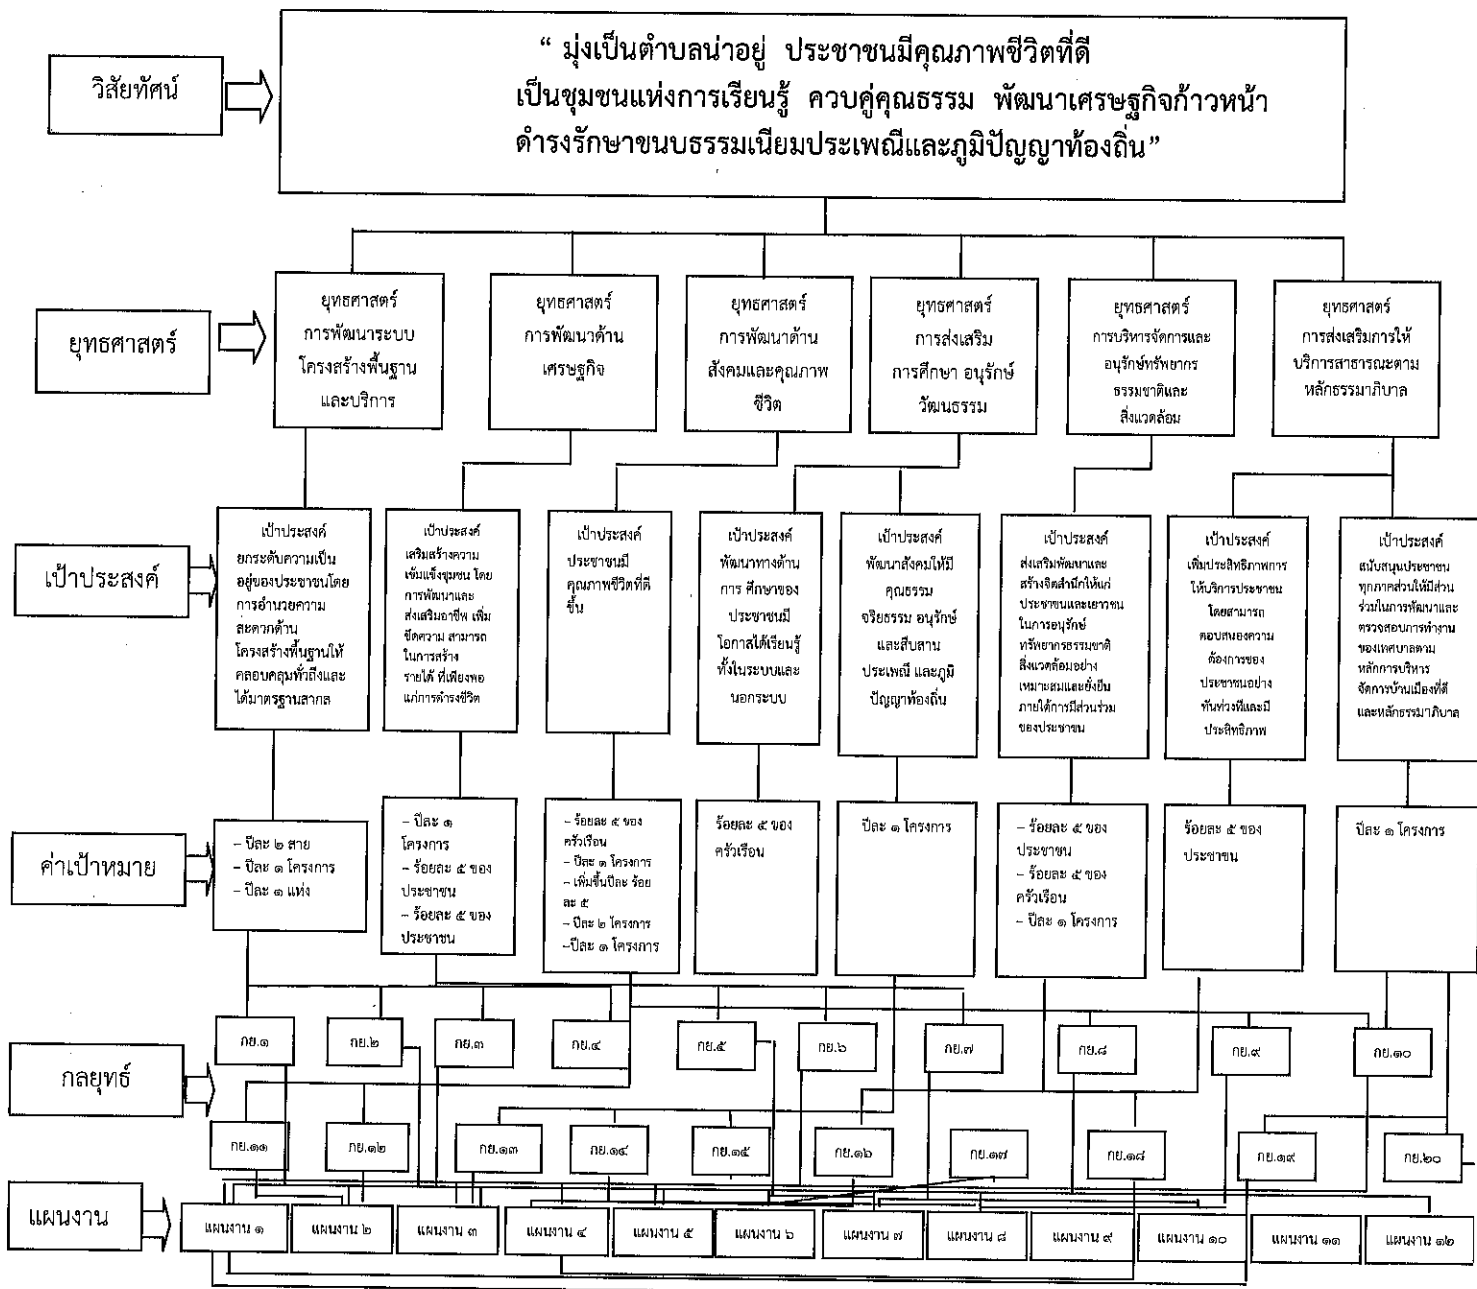 วิสัยทัศน์
“ มุ่งเป็นตำบลน่าอยู่ ประชาชนมีคุณภาพชีวิตที่ดี
เป็นชุมชนแห่งการเรียนรู้ ควบคู่คุณธรรม พัฒนาเศรษฐกิจก้าวหน้า
ดำรงรักษาขนบธรรมเนียมประเพณีและภูมิปัญญาท้องถิ่น”
ยุทธศาสตร์
ยุทธศาสตร์
การพัฒนาระบบ
โครงสร้างพื้นฐาน
และบริการ
ยุทธศาสตร์
การพัฒนาด้าน
เศรษฐกิจ
ยุทธศาสตร์
การพัฒนาด้าน
สังคมและคุณภาพ
ชีวิต
ยุทธศาสตร์
การส่งเสริม
การศึกษา อนุรักษ์
วัฒนธรรม
ยุทธศาสตร์
การบริหารจัดการและ
อนุรักษ์ทรัพยากร
ธรรมชาติและ
สิ่งแวดล้อม
ยุทธศาสตร์
การส่งเสริมการให้
บริการสาธารณะตาม
หลักธรรมาภิบาล
เป้าประสงค์
เป้าประสงค์
ยกระดับความเป็น
อยู่ของประชาชนโดย
การอำนวยความ
สะดวกด้าน
โครงสร้างพื้นฐานให้
คลอบคลุมทั่วถึงและ
ได้มาตรฐานสากล
เป้าประสงค์
เสริมสร้างความ
เข้มแข็งชุมชน โดย
การพัฒนาและ
ส่งเสริมอาชีพ เพิ่ม
ขีดความ สามารถ
ในการสร้าง
รายได้ ที่เพียงพอ
แก่การดำรงชีวิต
เป้าประสงค์
ประชาชนมี
คุณภาพชีวิตที่ดี
ขึ้น
เป้าประสงค์
พัฒนาทางด้าน
การ ศึกษาของ
ประชาชนมี
โอกาสได้เรียนรู้
ทั้งในระบบและ
นอกระบบ
เป้าประสงค์
พัฒนาสังคมให้มี
คุณธรรม
จริยธรรม อนุรักษ์
และสืบสาน
ประเพณี และภูมิ
ปัญญาท้องถิ่น
เป้าประสงค์
ส่งเสริมพัฒนาและ
สร้างจิตสำนึกให้แก่
ประชาชนและเยาวชน
ในการอนุรักษ์
ทรัพยากรธรรมชาติ
สิ่งแวดล้อมอย่าง
เหมาะสมและยั่งยืน
ภายใต้การมีส่วนร่วม
ของประชาชน
เป้าประสงค์
เพิ่มประสิทธิภาพการ
ให้บริการประชาชน
โดยสามารถ
ตอบสนองความ
ต้องการของ
ประชาชนอย่าง
ทันท่วงทีและมี
ประสิทธิภาพ
เป้าประสงค์
สนับสนุนประชาชน
ทุกภาคส่วนให้มีส่วน
ร่วมในการพัฒนาและ
ตรวจสอบการทำงาน
ของเทศบาลตาม
หลักการบริหาร
จัดการบ้านเมืองที่ดี
และหลักธรรมาภิบาล
ค่าเป้าหมาย
– ปีละ ๒ สาย
– ปีละ ๑ โครงการ
– ปีละ ๑ แห่ง
– ปีละ ๑
โครงการ
– ร้อยละ ๕ ของ
ประชาชน
– ร้อยละ ๕ ของ
ประชาชน
– ร้อยละ ๕ ของ
ครัวเรือน
– ปีละ ๑ โครงการ
– เพิ่มขึ้นปีละ ร้อย
ละ ๕
– ปีละ ๒ โครงการ
–ปีละ ๑ โครงการ
ร้อยละ ๕ ของ
ครัวเรือน
ปีละ ๑ โครงการ
– ร้อยละ ๕ ของ
ประชาชน
– ร้อยละ ๕ ของ
ครัวเรือน
– ปีละ ๑ โครงการ
ร้อยละ ๕ ของ
ประชาชน
ปีละ ๑ โครงการ
กลยุทธ์
กย.๑
กย.๒
กย.๓
กย.๔
กย.๕
กย.๖
กย.๗
กย.๘
กย.๙
กย.๑๐
กย.๑๑
กย.๑๒
กย.๑๓
กย.๑๔
กย.๑๕
กย.๑๖
กย.๑๗
กย.๑๘
กย.๑๙
กย.๒๐
แผนงาน
แผนงาน ๑
แผนงาน ๒
แผนงาน ๓
แผนงาน ๔
แผนงาน ๕
แผนงาน ๖
แผนงาน ๗
แผนงาน ๘
แผนงาน ๙
แผนงาน ๑๐
แผนงาน ๑๑
แผนงาน ๑๒